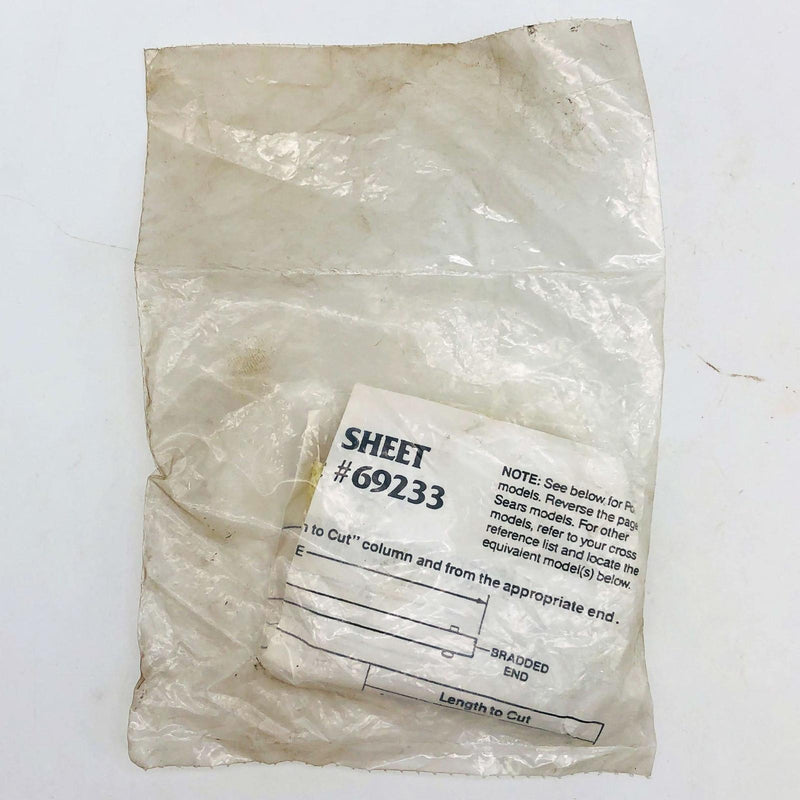 SHEET
#69233
NOTE: See below for
models. Reverse the page
Sears models. For other
models, refer to your cross
reference list and locate the
equivalent model(s) below.
to Cut" column and from the appropriate end.
E
BRADDED
END
Length to Cut